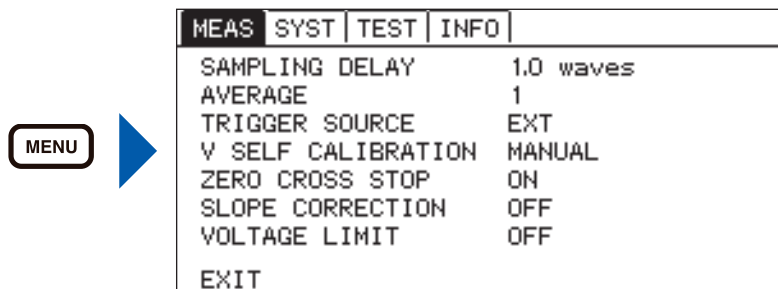 MENU
MEAS SYST TEST INFO
SAMPLING DELAY 1.0 waves
AVERAGE 1
TRIGGER SOURCE EXT
V SELF CALIBRATION MANUAL
ZERO CROSS STOP ON
SLOPE CORRECTION OFF
VOLTAGE LIMIT OFF
EXIT